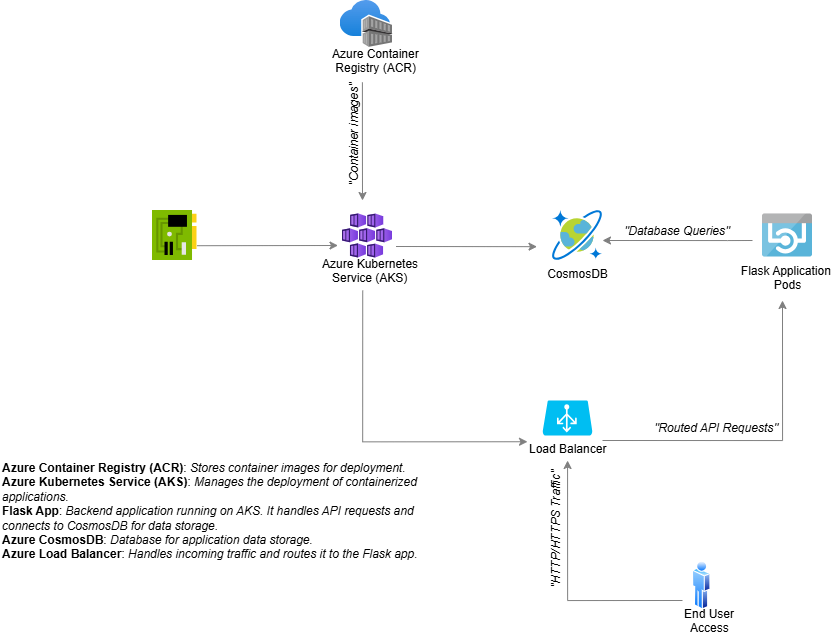 Azure Container
Registry (ACR)
"Container images"
Azure Kubernetes
Service (AKS)
CosmosDB
"Database Queries"
Flask Application
Pods
Load Balancer
"Routed API Requests"
"HTTP/HTTPS Traffic"
End User
Access
Azure Container Registry (ACR): Stores container images for deployment.
Azure Kubernetes Service (AKS): Manages the deployment of containerized
applications.
Flask App: Backend application running on AKS. It handles API requests and
connects to CosmosDB for data storage.
Azure CosmosDB: Database for application data storage.
Azure Load Balancer: Handles incoming traffic and routes it to the Flask app.